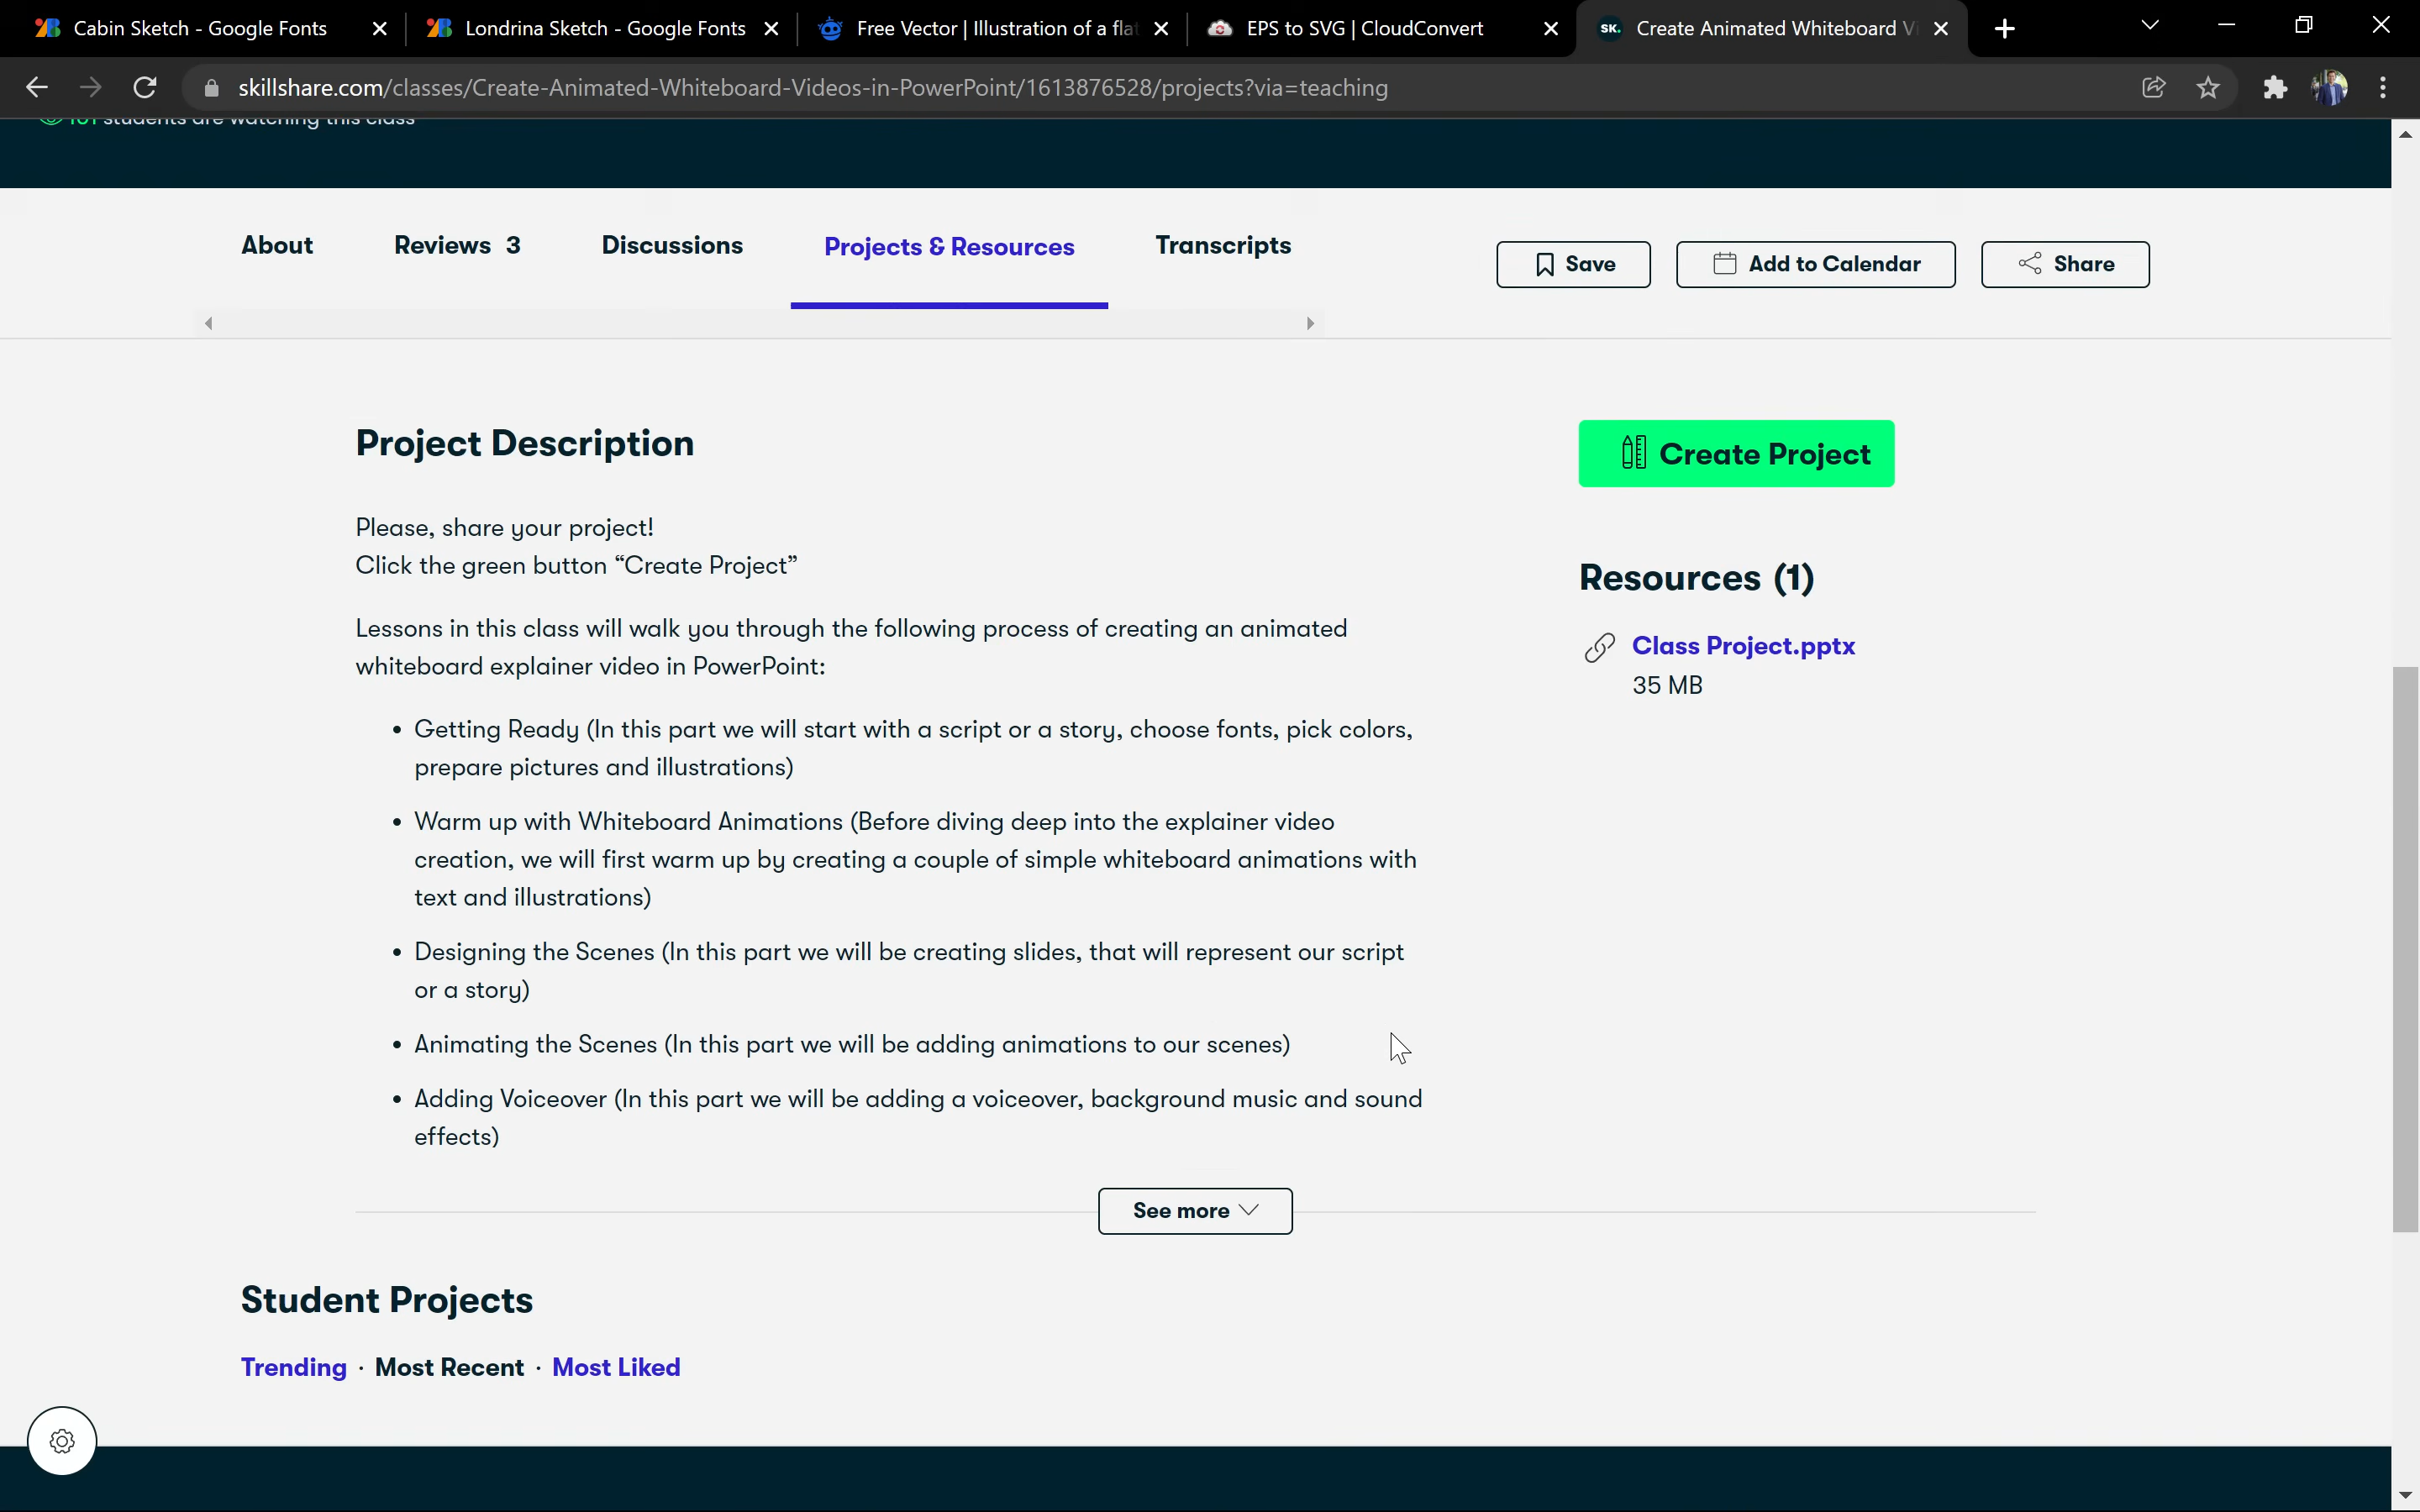 Cabin Sketch - Google Fonts
Londrina Sketch - Google Fonts
Free Vector | Illustration of a flat
EPS to SVG | CloudConvert
SK.
Create Animated Whiteboard Vi
skillshare.com/classes/Create-Animated-Whiteboard-Videos-in-PowerPoint/1613876528/projects?via=teaching
students are watching this class
About
Reviews 3
Discussions
Projects & Resources
Transcripts
Save
Add to Calendar
Share
Project Description
Please, share your project!
Click the green button “Create Project”
Lessons in this class will walk you through the following process of creating an animated
whiteboard explainer video in PowerPoint:
• Getting Ready (In this part we will start with a script or a story, choose fonts, pick colors,
prepare pictures and illustrations)
• Warm up with Whiteboard Animations (Before diving deep into the explainer video
creation, we will first warm up by creating a couple of simple whiteboard animations with
text and illustrations)
• Designing the Scenes (In this part we will be creating slides, that will represent our script
or a story)
• Animating the Scenes (In this part we will be adding animations to our scenes)
• Adding Voiceover (In this part we will be adding a voiceover, background music and sound
effects)
Create Project
Resources (1)
Class Project.pptx
35 MB
See more
Student Projects
Trending · Most Recent · Most Liked